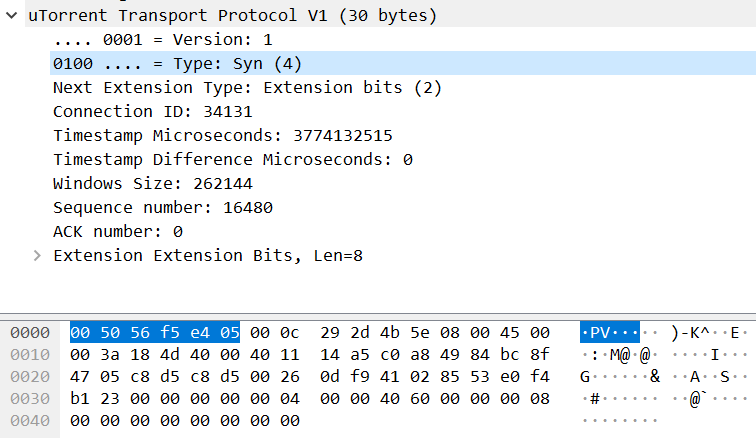 uTorrent Transport Protocol V1 (30 bytes)
.... 0001 = Version: 1
0100 .... = Type: Syn (4)
Next Extension Type: Extension bits (2)
Connection ID: 34131
Timestamp Microseconds: 3774132515
Timestamp Difference Microseconds: 0
Windows Size: 262144
Sequence number: 16480
ACK number: 0
Extension Extension Bits, Len=8
0000 00 50 56 f5 e4 05 00 0c 29 2d 4b 5e 08 00 45 00 ·PV····· )-K^··E·
0010 00 3a 18 4d 40 00 40 11 14 a5 c0 a8 49 84 bc 8f ·:·M@·@· ····I···
0020 47 05 c8 d5 c8 d5 00 26 0d f9 41 02 85 53 e0 f4 G······& ··A··S··
0030 b1 23 00 00 00 00 00 04 00 00 40 60 00 00 00 08 ·#······ ··@`····
0040 00 00 00 00 00 00 00 00 ········